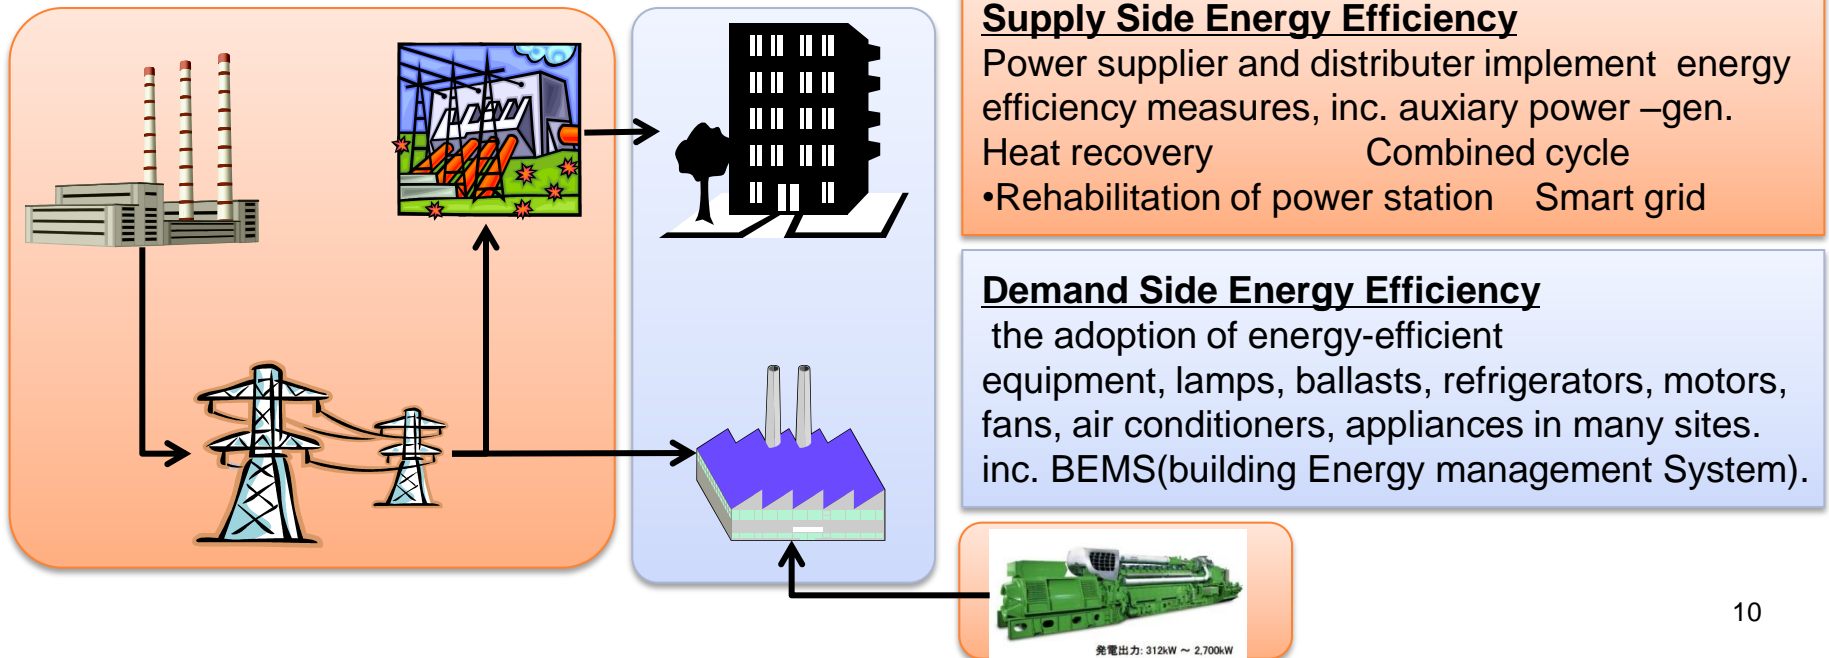 Supply Side Energy Efficiency
Power supplier and distributer implement energy
efficiency measures, inc. auxiary power –gen.
Heat recovery Combined cycle
•Rehabilitation of power station Smart grid
Demand Side Energy Efficiency
the adoption of energy-efficient
equipment, lamps, ballasts, refrigerators, motors,
fans, air conditioners, appliances in many sites.
inc. BEMS(building Energy management System).
発電出力: 312kW ～ 2,700kW
10